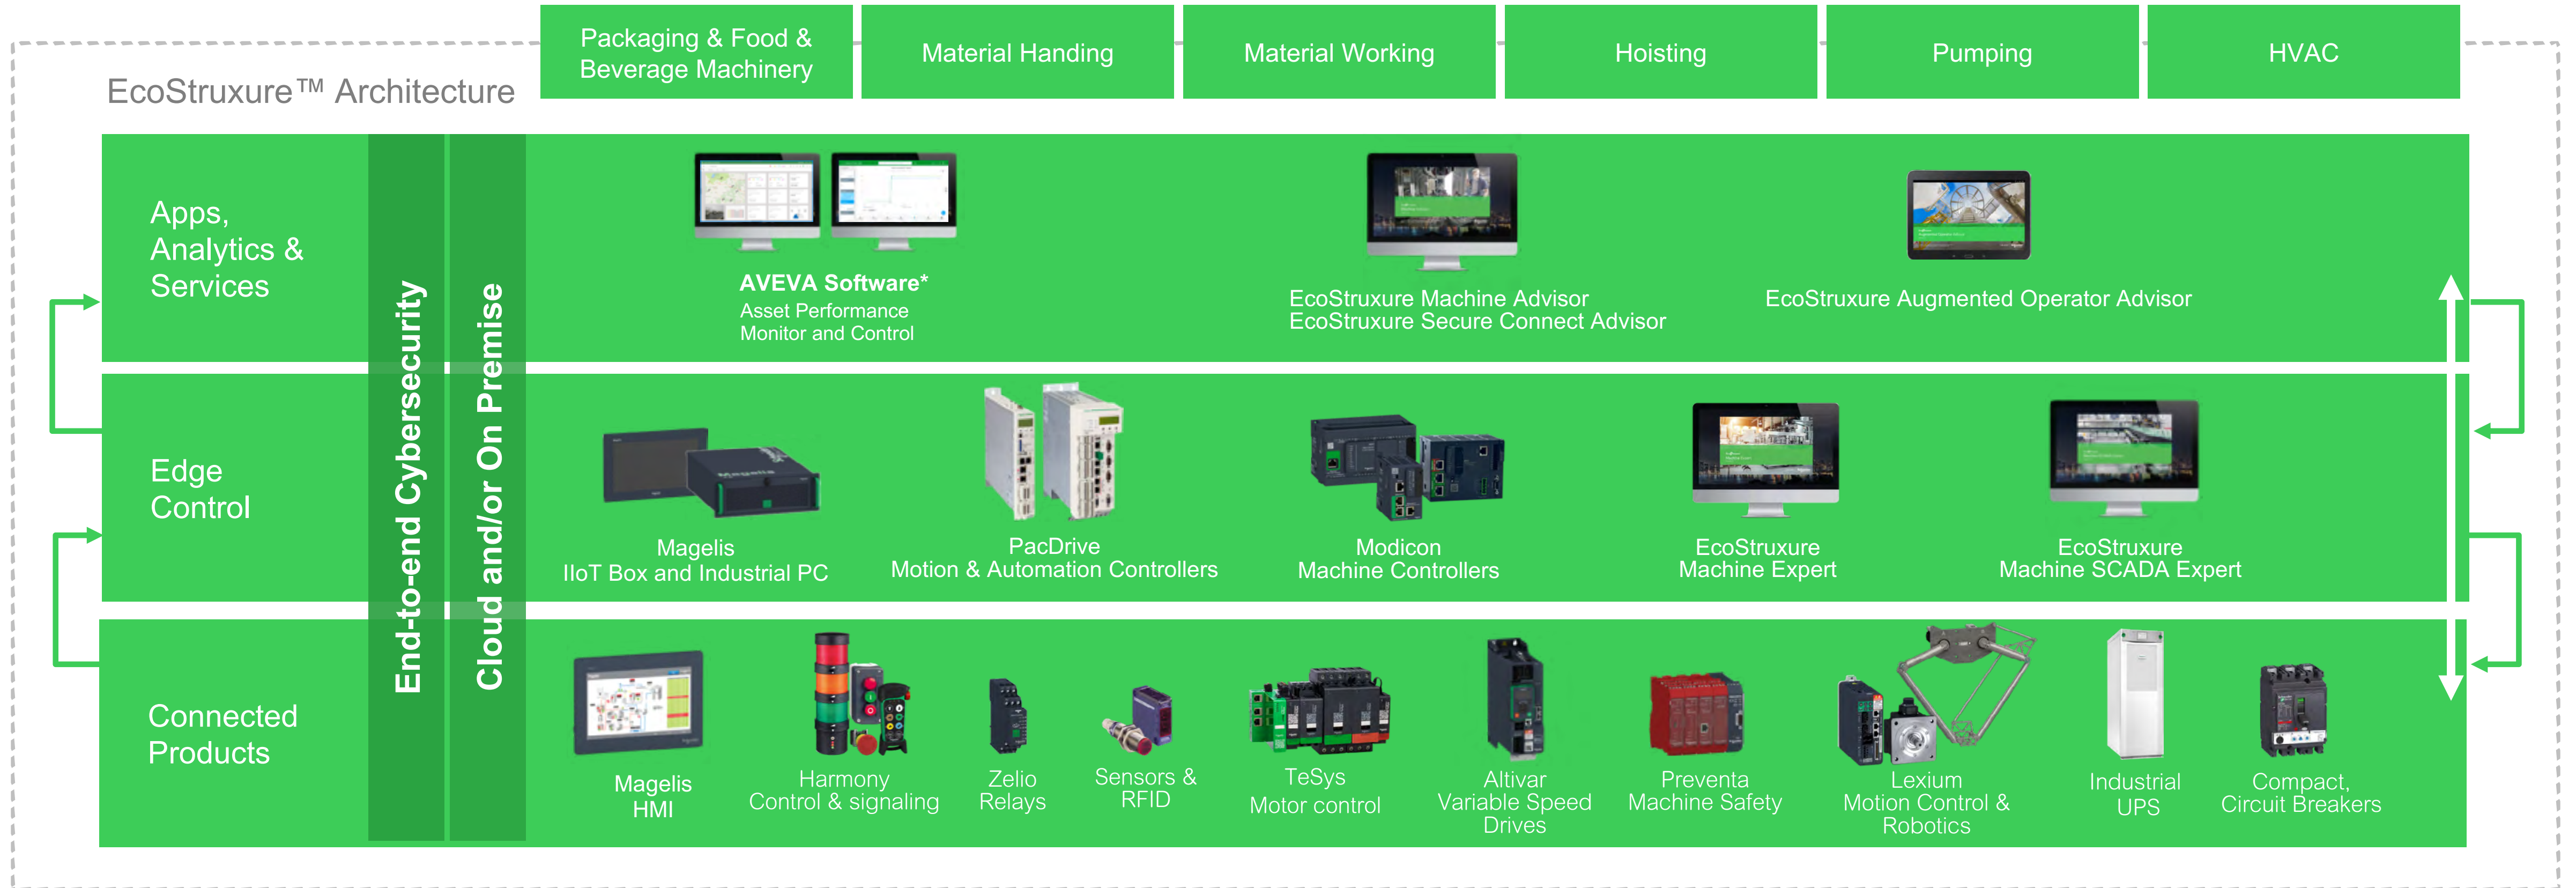 Packaging & Food &
Beverage Machinery
Material Handing
Material Working
Hoisting
Pumping
HVAC
EcoStruxure™ Architecture
Apps,
Analytics &
Services
End-to-end Cybersecurity
Cloud and/or On Premise
AVEVA Software*
Asset Performance
Monitor and Control
EcoStruxure Machine Advisor
EcoStruxure Secure Connect Advisor
EcoStruxure Augmented Operator Advisor
Edge
Control
Magelis
Magelis
IIoT Box and Industrial PC
PacDrive
Motion & Automation Controllers
Modicon
Machine Controllers
EcoStruxure
Machine Expert
EcoStruxure
Machine SCADA Expert
Connected
Products
Magelis
HMI
Harmony
Control & signaling
Zelio
Relays
Sensors &
RFID
TeSys
Motor control
Altivar
Variable Speed
Drives
Preventa
Machine Safety
Lexium
Motion Control &
Robotics
Industrial
UPS
Compact,
Circuit Breakers